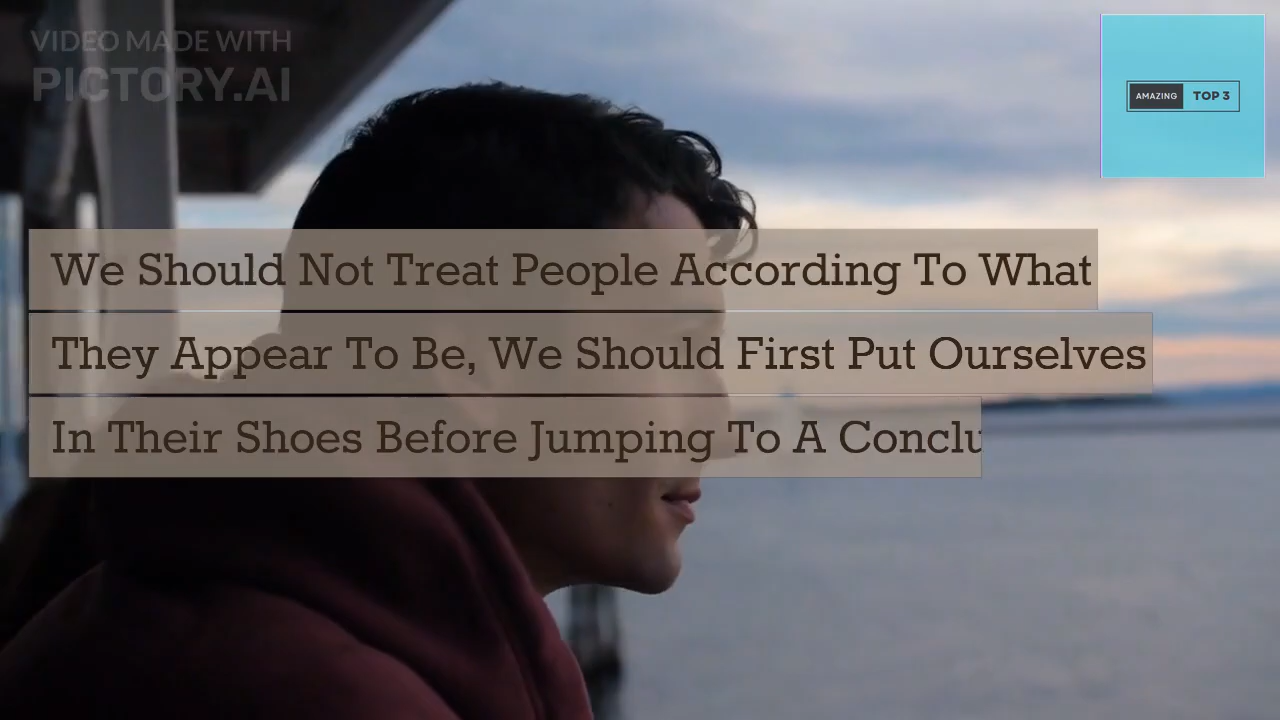 VIDEO MADE WITH
PICTORY.AI
AMAZING TOP 3
We Should Not Treat People According To What
They Appear To Be, We Should First Put Ourselves
In Their Shoes Before Jumping To A Conclu